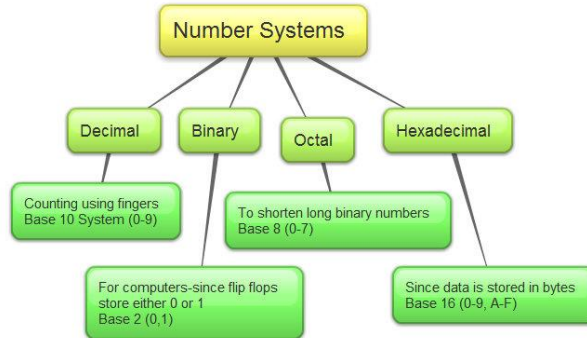 Number Systems
Decimal
Binary
Octal
Hexadecimal
Counting using fingers
Base 10 System (0-9)
To shorten long binary numbers
Base 8 (0-7)
For computers-since flip flops
store either 0 or 1
Base 2 (0,1)
Since data is stored in bytes
Base 16 (0-9, A-F)